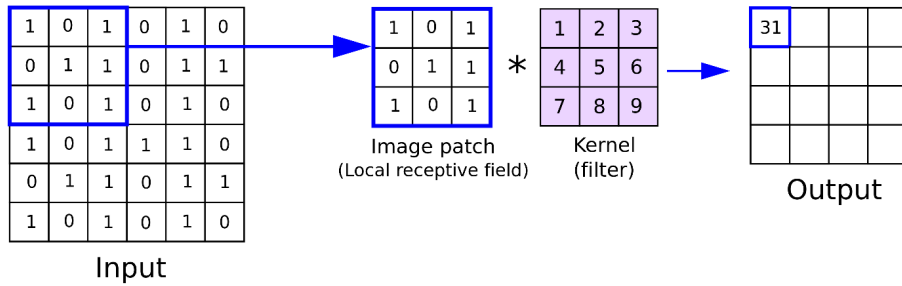 1 0 1 0 1 0
0 1 1 0 1 1
1 0 1 0 1 0
1 0 1 1 1 0
0 1 1 0 1 1
1 0 1 0 1 0
Input
1 0 1
0 1 1
1 0 1
Image patch
(Local receptive field)
*
1 2 3
4 5 6
7 8 9
Kernel
(filter)
31
Output